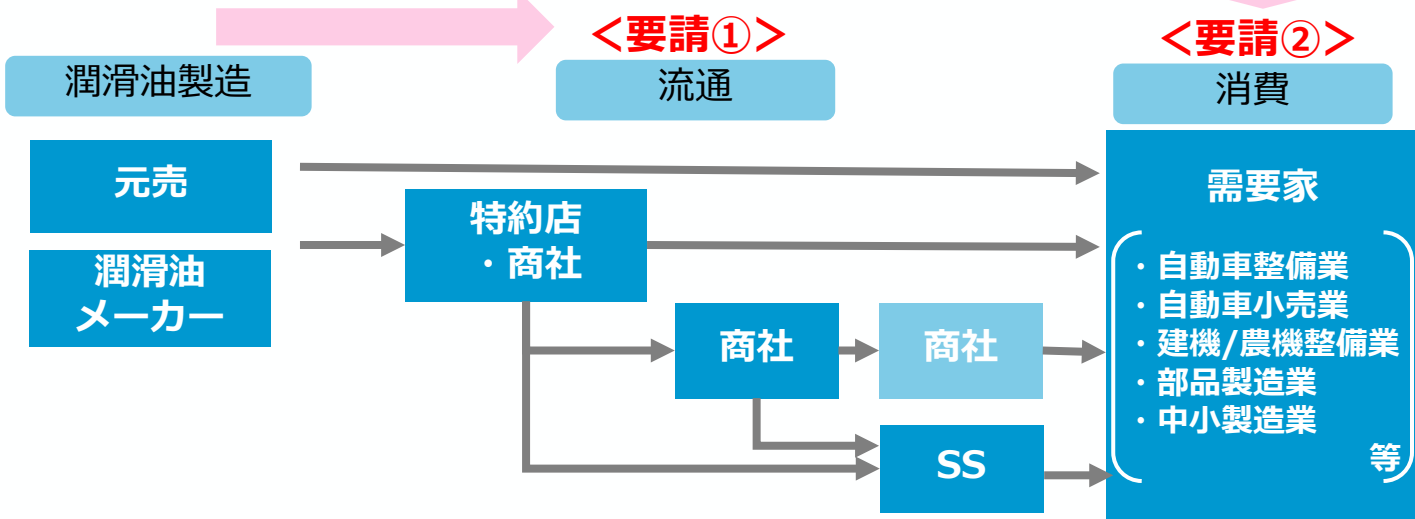 <要請①>
<要請②>
潤滑油製造
流通
消費
元売
潤滑油
メーカー
特約店
・商社
商社
商社
SS
需要家
・自動車整備業
・自動車小売業
・建機/農機整備業
・部品製造業
・中小製造業
等